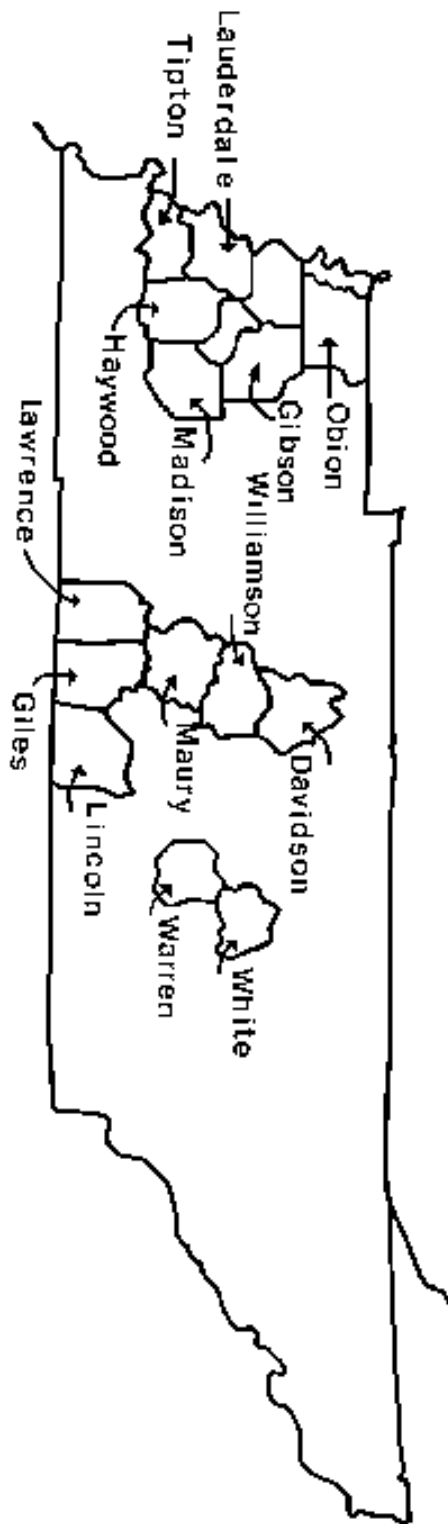 Lauderdale
Tipton
Obion
Gibson
Haywood
Madison
Williamson
Lawrence
Davidson
Maury
Giles
Lincoln
White
Warren